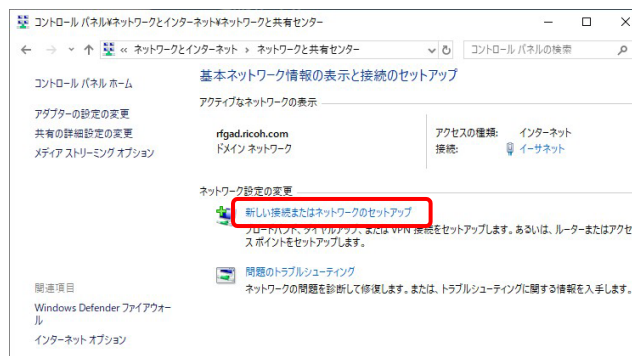 コントロール パネル¥ネットワークとインターネット¥ネットワークと共有センター
« ネットワークとインターネット › ネットワークと共有センター
コントロール パネルの検索
コントロール パネル ホーム
アダプターの設定の変更
共有の詳細設定の変更
メディア ストリーミング オプション
基本ネットワーク情報の表示と接続のセットアップ
アクティブなネットワークの表示
rfgad.ricoh.com
ドメイン ネットワーク
アクセスの種類: インターネット
接続: イーサネット
ネットワーク設定の変更
新しい接続またはネットワークのセットアップ
ブロードバンド、ダイヤルアップ、または VPN 接続をセットアップします。あるいは、ルーターまたはアクセ
ス ポイントをセットアップします。
問題のトラブルシューティング
ネットワークの問題を診断して修復します。または、トラブルシューティングに関する情報を入手します。
関連項目
Windows Defender ファイアウォー
ル
インターネット オプション